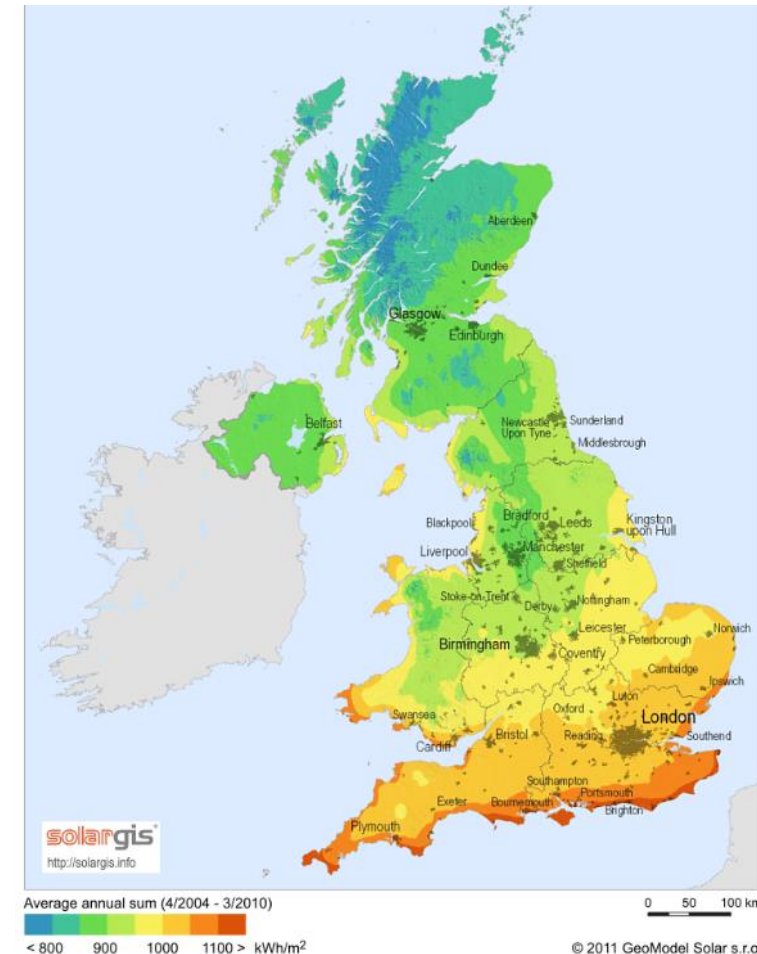 Aberdeen
Dundee
Glasgow
Edinburgh
Belfast
Newcastle
Upon Tyne
Sunderland
Middlesbrough
Blackpool
Bradford
Leeds
Kingston
upon Hull
Liverpool
Manchester
Sheffield
Stoke-on-Trent
Derby
Nottingham
Leicester
Peterborough
Norwich
Birmingham
Coventry
Cambridge
Ipswich
Luton
Swansea
Oxford
London
Cardiff
Bristol
Reading
Southend
Southampton
Exeter
Bournemouth
Portsmouth
Brighton
Plymouth
solargis
http://solargis.info
Average annual sum (4/2004 - 3/2010)
0 50 100 km
< 800 900 1000 1100 > kWh/m²
© 2011 GeoModel Solar s.r.o